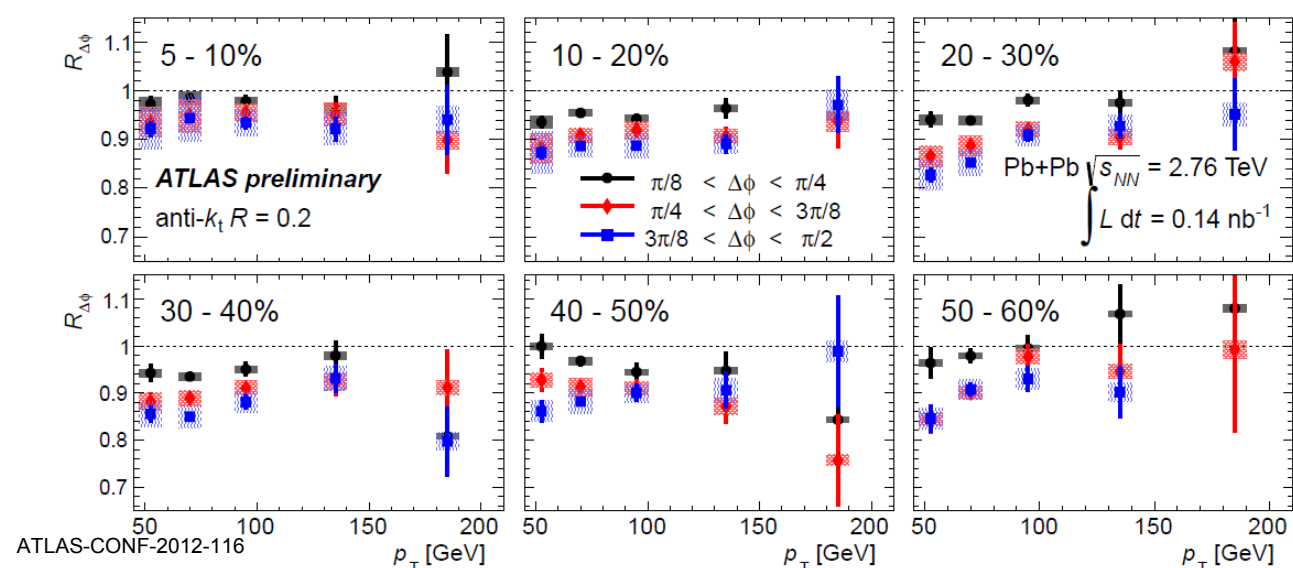 R_Δφ
1.1
1
0.9
0.8
0.7
5 - 10%
ATLAS preliminary
anti-k_t R = 0.2
10 - 20%
π/8 < Δφ < π/4
π/4 < Δφ < 3π/8
3π/8 < Δφ < π/2
20 - 30%
Pb+Pb √s_NN = 2.76 TeV
∫ L dt = 0.14 nb⁻¹
R_Δφ
1.1
1
0.9
0.8
0.7
30 - 40%
40 - 50%
50 - 60%
50 100 150 200
50 100 150 200
50 100 150 200
p_T [GeV]
p_T [GeV]
p_T [GeV]
ATLAS-CONF-2012-116